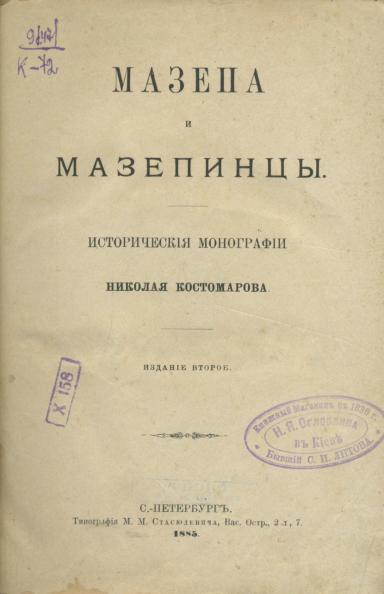 9(47)
К-72
МАЗЕПА
И
МАЗЕПИНЦЫ.
ИСТОРИЧЕСКІЯ МОНОГРАФІИ
НИКОЛАЯ КОСТОМАРОВА.
ИЗДАНІЕ ВТОРОЕ.
X 158
Книжный Магазинъ съ 1830 г.
Н. Я. Оглоблина
въ Кіевѣ
Бывшій С. И. Литова.
С.-ПЕТЕРБУРГЪ.
Типографія М. М. Стасюлевича, Вас. Остр., 2 л., 7.
1885.